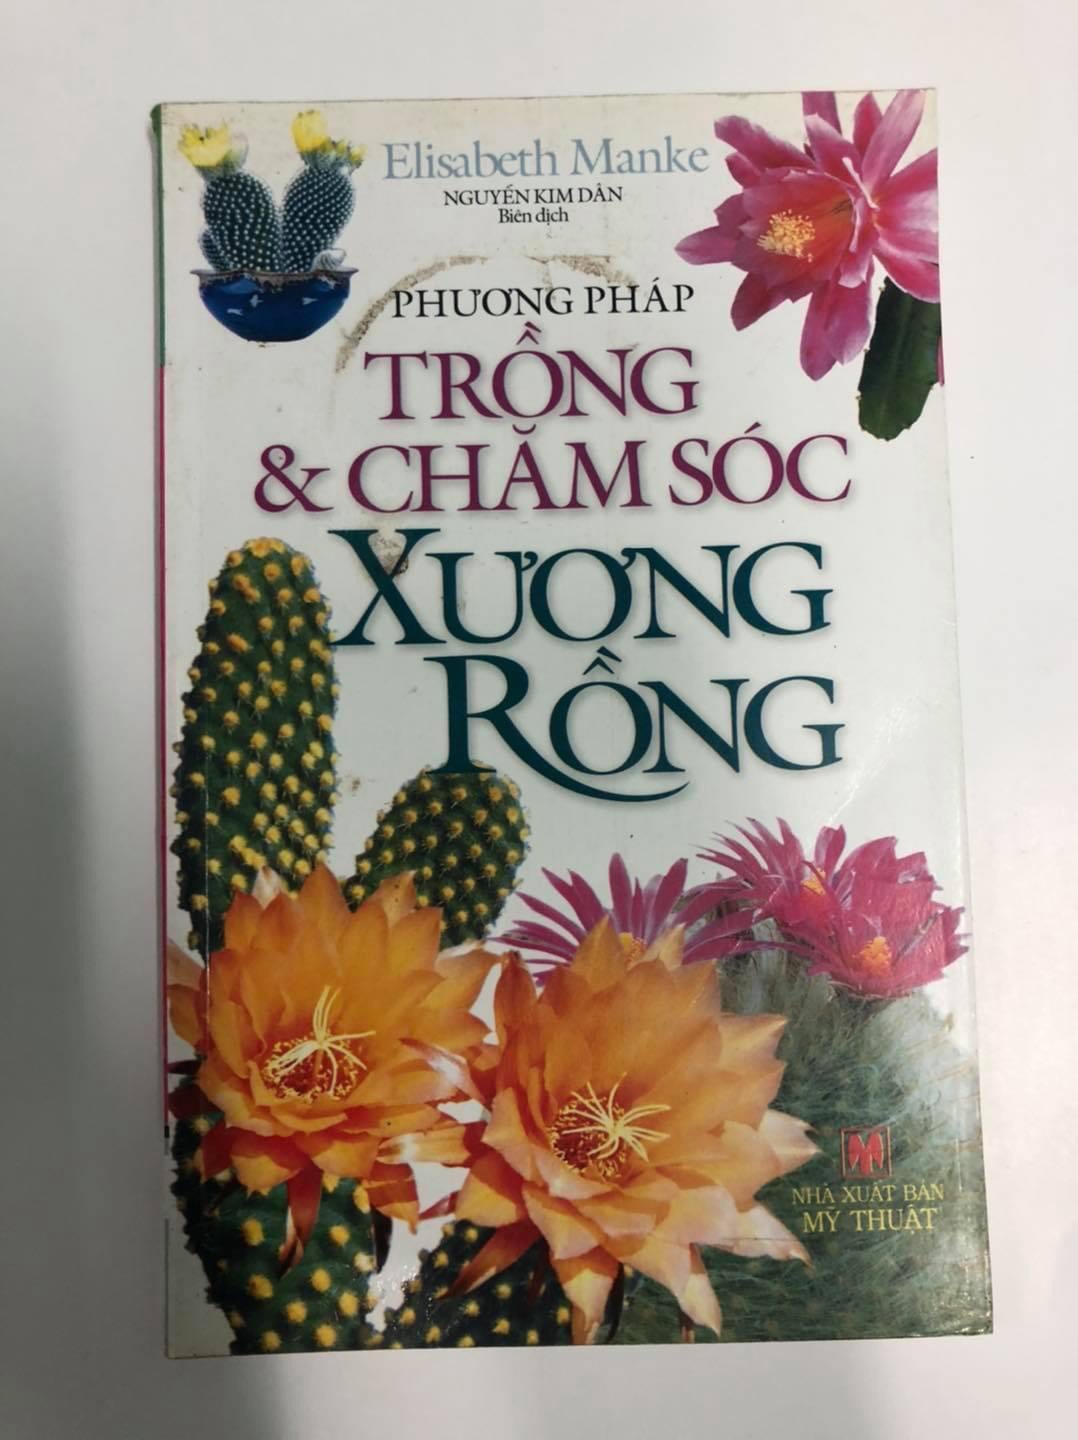 Elisabeth Manke
NGUYỄN KIM DÂN
Biên dịch
PHƯƠNG PHÁP
TRỒNG
& CHĂM SÓC
XƯƠNG
RỒNG
NHÀ XUẤT BẢN
MỸ THUẬT